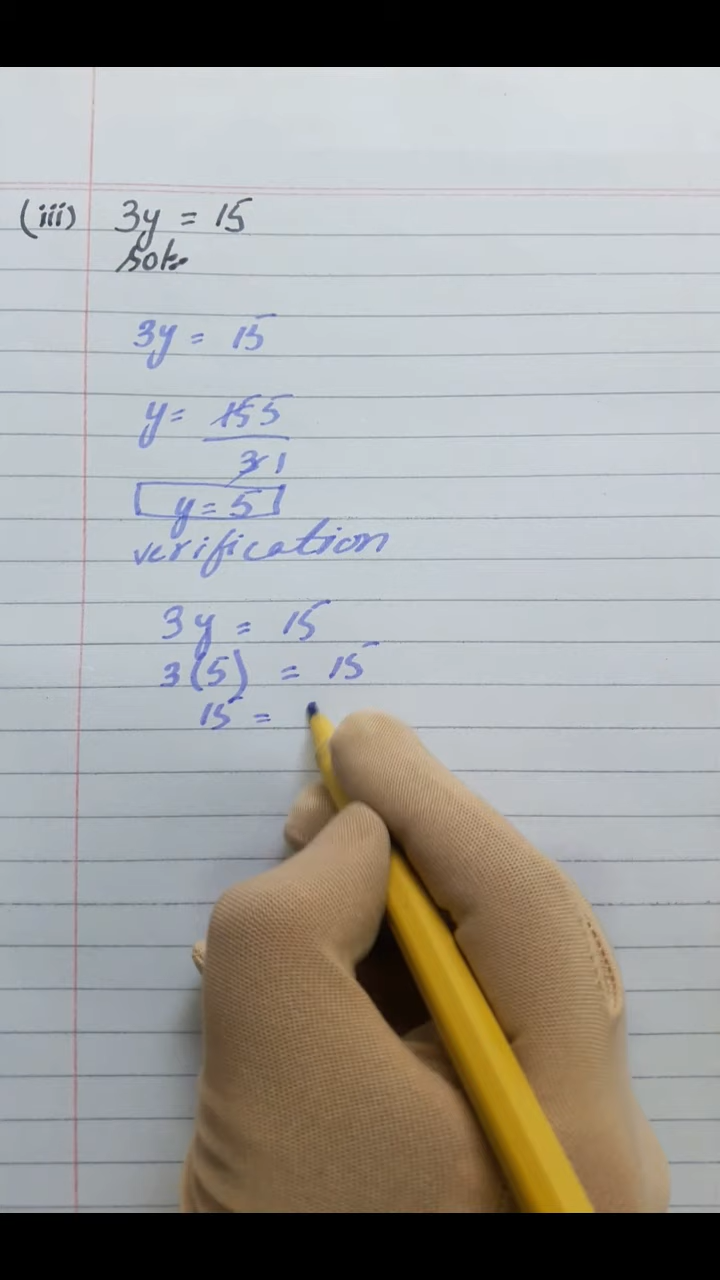 (iii) 3y = 15
Sol:-
3y = 15
y = 15 5
3 1
y = 5
verification
3y = 15
3(5) = 15
15 =